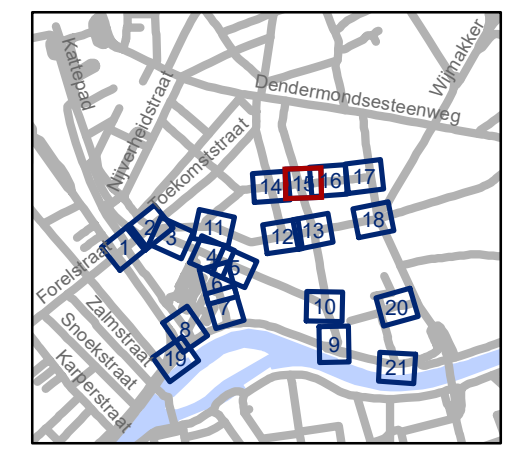 Kattepad
Nijverheidstraat
Toekomststraat
Dendermondsesteenweg
Wijmakker
14
15
16
17
18
11
2
3
1
12
13
4
5
6
7
8
10
20
9
19
21
Forelstraat
Zalmstraat
Snoekstraat
Karperstraat